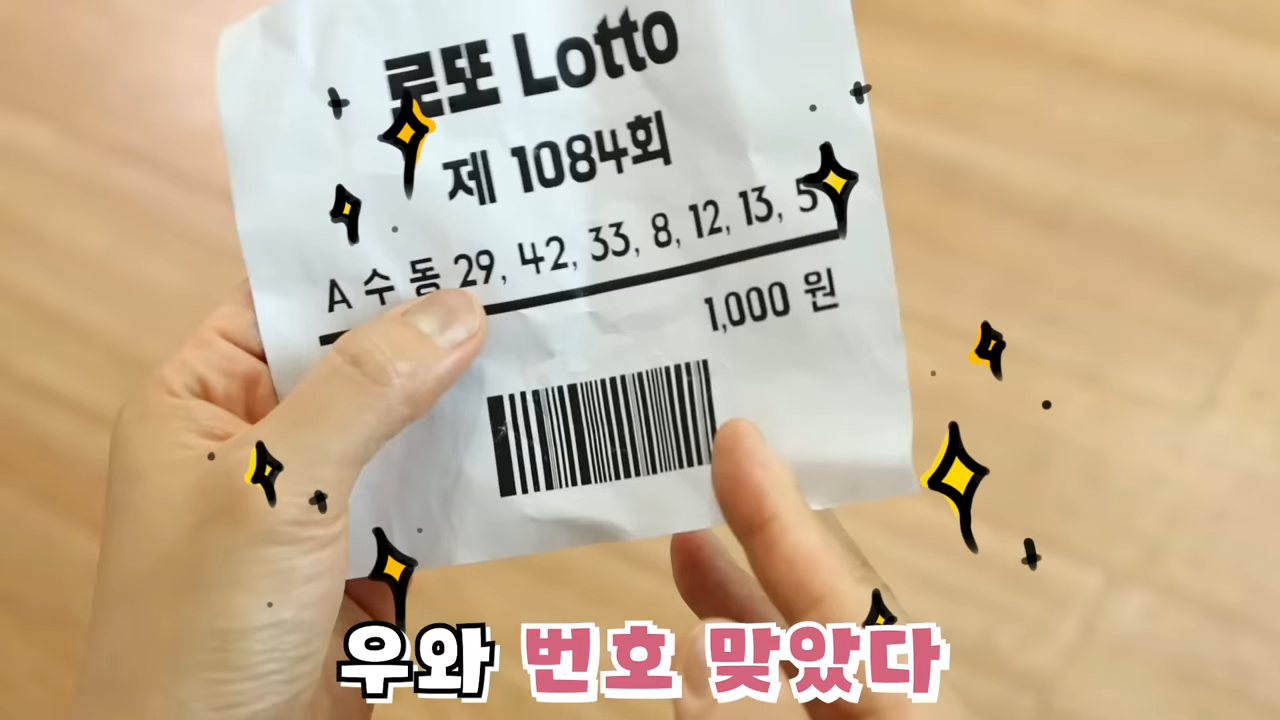 로또 Lotto
제 1084회
A 수동 29, 42, 33, 8, 12, 13, 5
1,000 원
우와 번호 맞았다